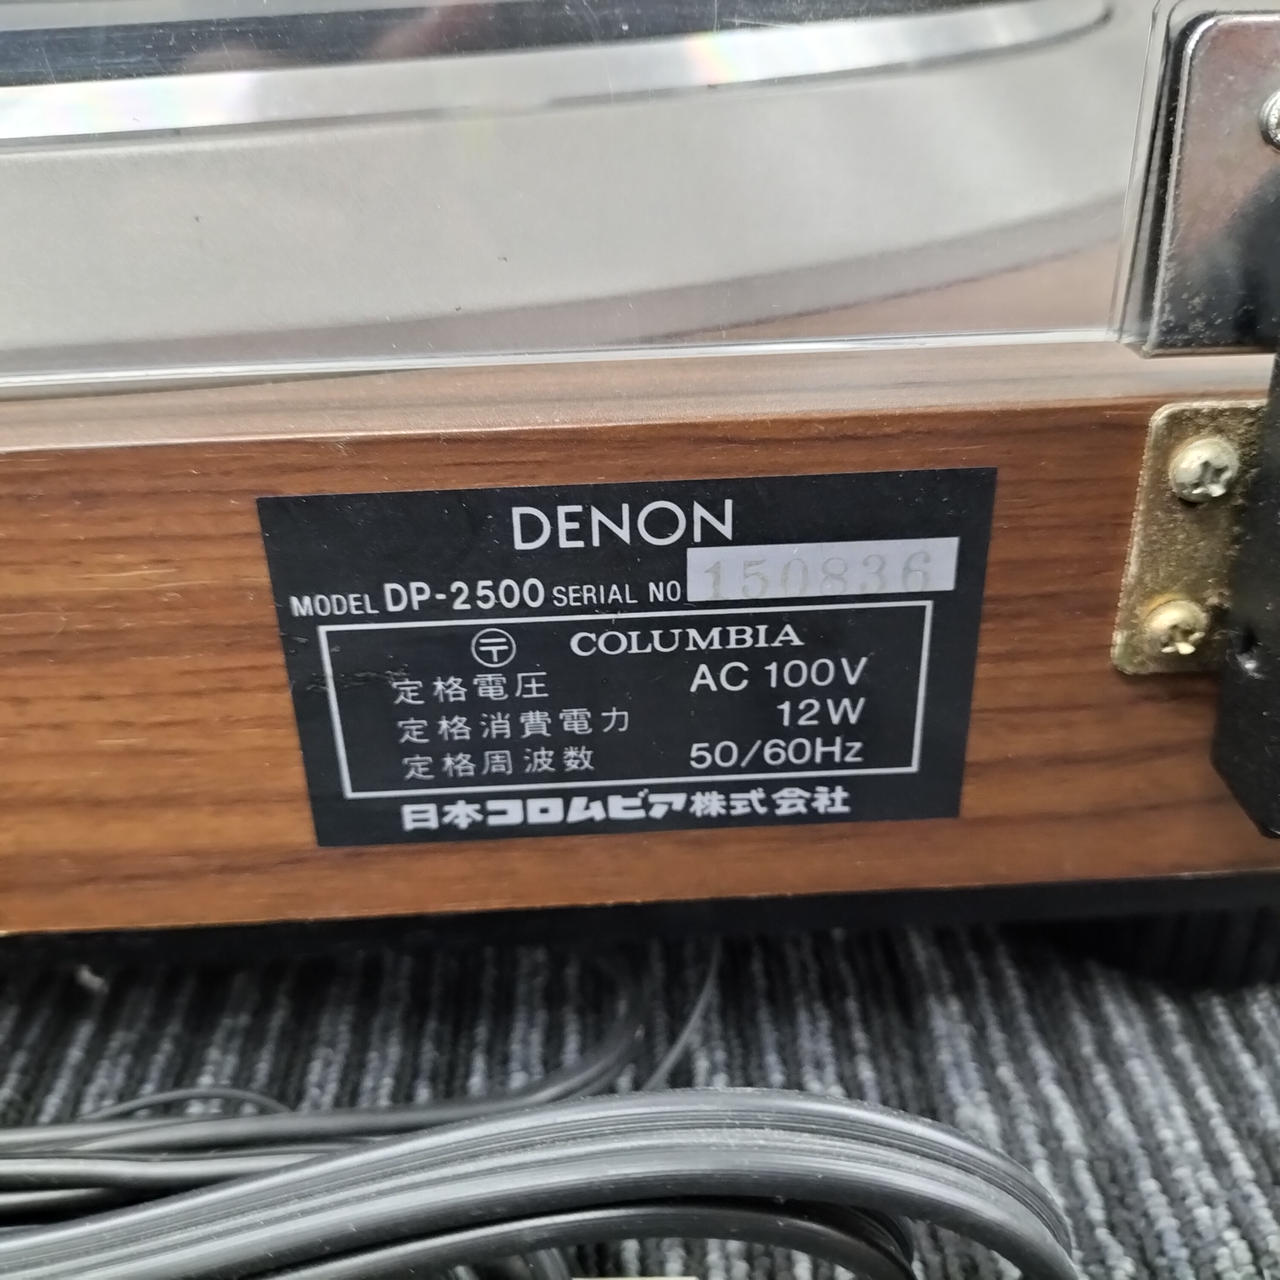 DENON
MODEL DP-2500 SERIAL NO 150836
〒 COLUMBIA
定格電圧 AC 100V
定格消費電力 12W
定格周波数 50/60Hz
日本コロムビア株式会社